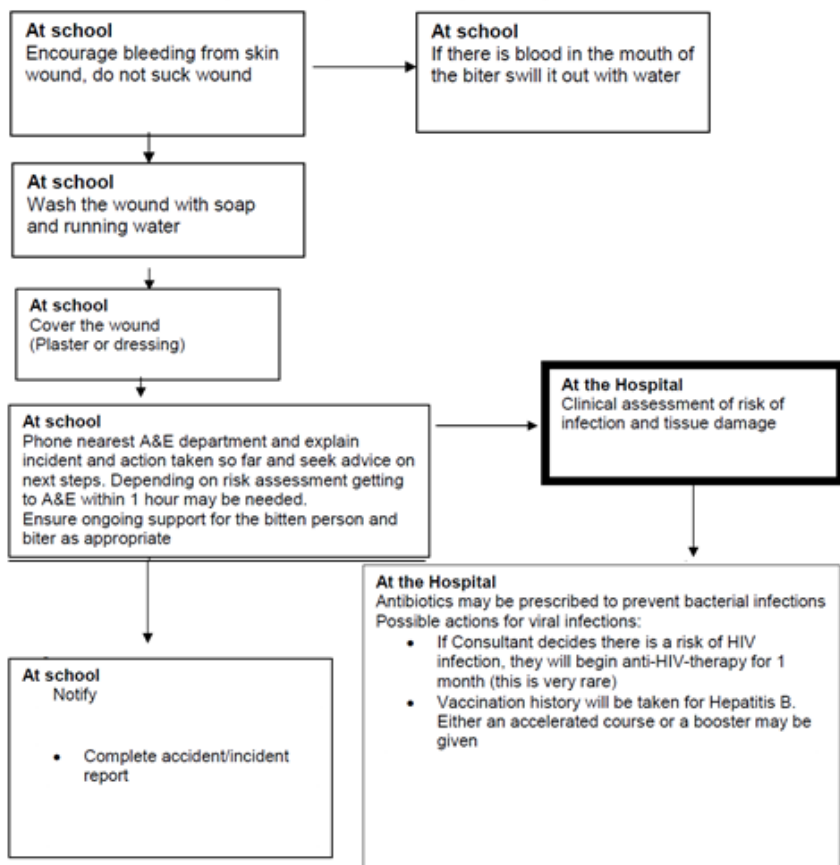 At school
Encourage bleeding from skin
wound, do not suck wound
At school
If there is blood in the mouth of
the biter swill it out with water
At school
Wash the wound with soap
and running water
At school
Cover the wound
(Plaster or dressing)
At school
Phone nearest A&E department and explain
incident and action taken so far and seek advice on
next steps. Depending on risk assessment getting
to A&E within 1 hour may be needed.
Ensure ongoing support for the bitten person and
biter as appropriate
At the Hospital
Clinical assessment of risk of
infection and tissue damage
At the Hospital
Antibiotics may be prescribed to prevent bacterial infections
Possible actions for viral infections:
• If Consultant decides there is a risk of HIV
infection, they will begin anti-HIV-therapy for 1
month (this is very rare)
• Vaccination history will be taken for Hepatitis B.
Either an accelerated course or a booster may be
given
At school
Notify
• Complete accident/incident
report